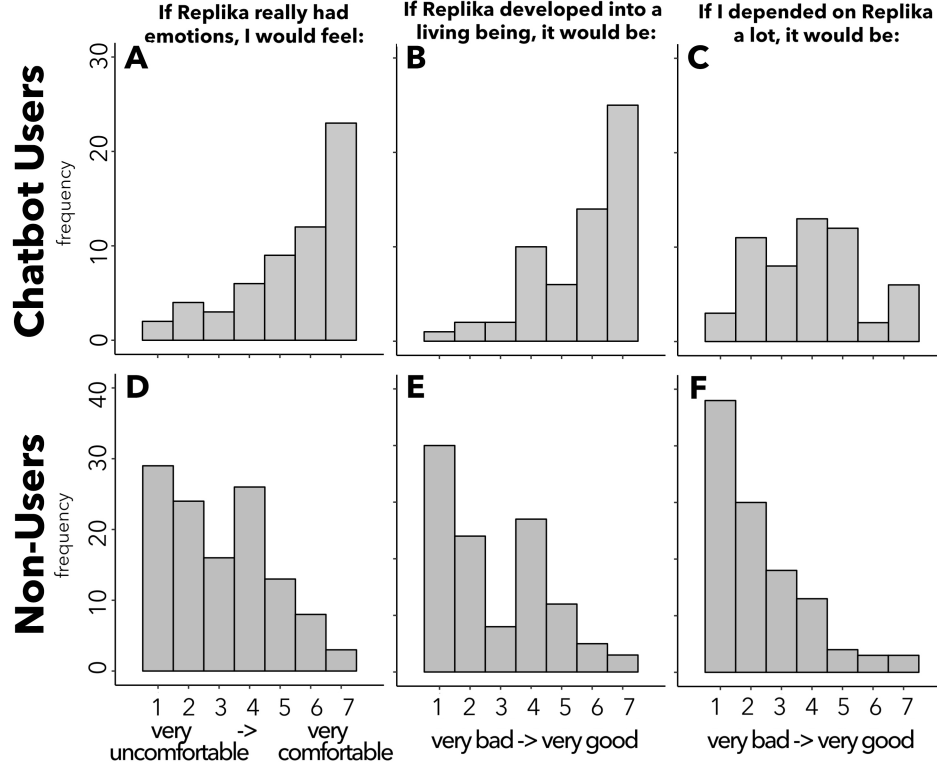 If Replika really had
emotions, I would feel:
If Replika developed into a
living being, it would be:
If I depended on Replika
a lot, it would be:
Chatbot Users
frequency
30
20
10
0
A
B
C
Non-Users
frequency
40
30
20
10
0
D
E
F
1 2 3 4 5 6 7
very -> very
uncomfortable comfortable
1 2 3 4 5 6 7
very bad -> very good
1 2 3 4 5 6 7
very bad -> very good